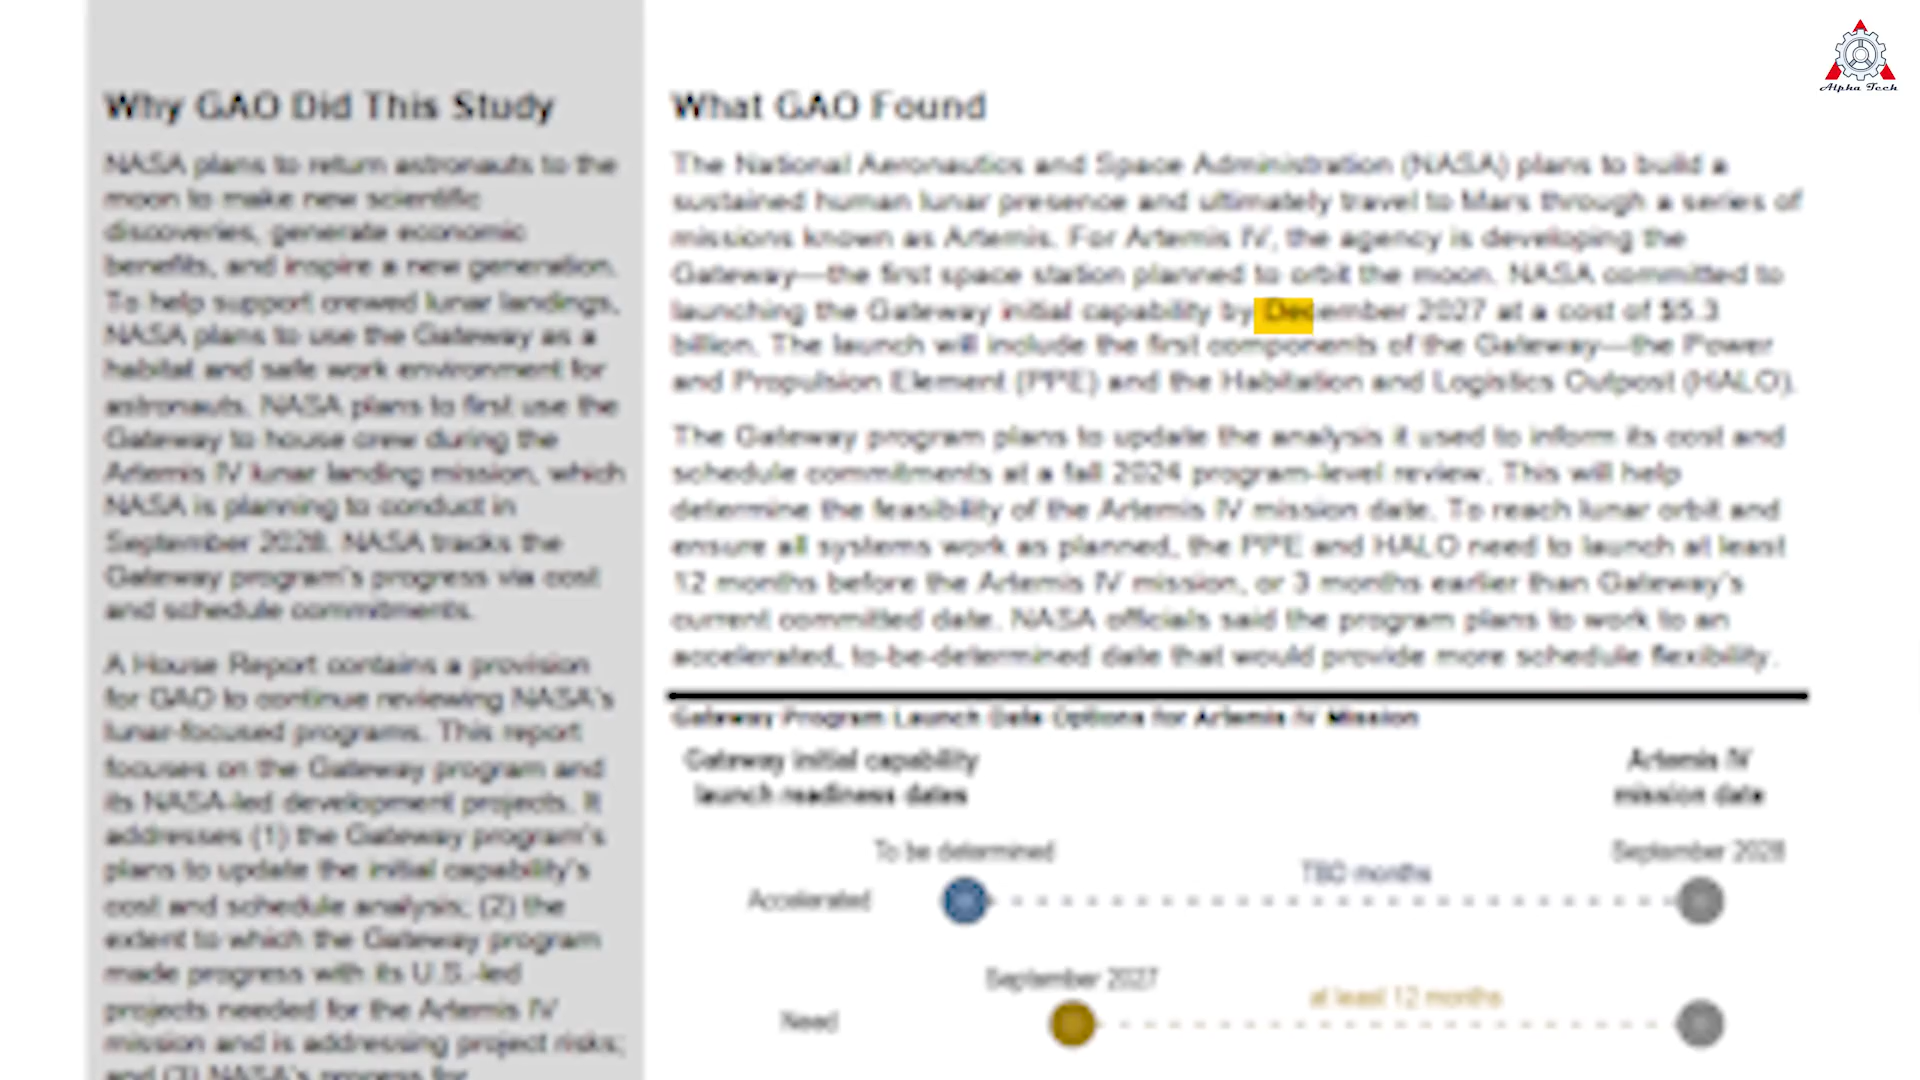 Why GAO Did This Study
NASA plans to return astronauts to the
moon to make new scientific
discoveries, generate economic
benefits, and inspire a new generation.
To help support crewed lunar landings,
NASA plans to use the Gateway as a
habitat and safe work environment for
astronauts. NASA plans to first use the
Gateway to house crew during the
Artemis IV lunar landing mission, which
NASA is planning to conduct in
September 2028. NASA tracks the
Gateway program's progress via cost
and schedule commitments.
A House Report contains a provision
for GAO to continue reviewing NASA's
lunar-focused programs. This report
focuses on the Gateway program and
its NASA-led development projects. It
addresses (1) the Gateway program's
plans to update the initial capability's
cost and schedule analysis; (2) the
extent to which the Gateway program
made progress with its U.S.-led
projects needed for the Artemis IV
mission and is addressing project risks;
and (3) NASA's progress for
What GAO Found
The National Aeronautics and Space Administration (NASA) plans to build a
sustained human lunar presence and ultimately travel to Mars through a series of
missions known as Artemis. For Artemis IV, the agency is developing the
Gateway—the first space station planned to orbit the moon. NASA committed to
launching the Gateway initial capability by December 2027 at a cost of $5.3
billion. The launch will include the first components of the Gateway—the Power
and Propulsion Element (PPE) and the Habitation and Logistics Outpost (HALO).
The Gateway program plans to update the analysis it used to inform its cost and
schedule commitments at a fall 2024 program-level review. This will help
determine the feasibility of the Artemis IV mission date. To reach lunar orbit and
ensure all systems work as planned, the PPE and HALO need to launch at least
12 months before the Artemis IV mission, or 3 months earlier than Gateway's
current committed date. NASA officials said the program plans to work to an
accelerated, to-be-determined date that would provide more schedule flexibility.
Gateway Program Launch Date Options for Artemis IV Mission
Gateway initial capability
launch readiness dates
Artemis IV
mission date
To be determined
September 2028
Accelerated
TBD months
September 2027
Need
at least 12 months
Alpha Tech